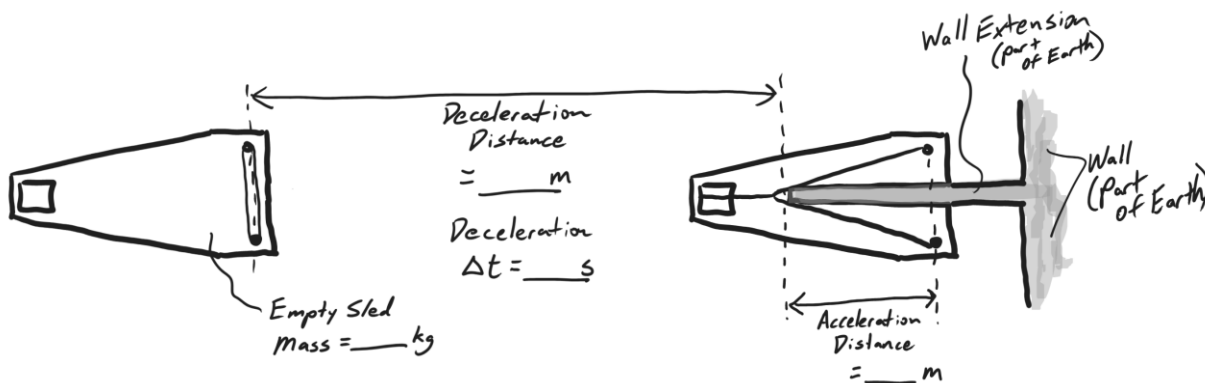 Wall Extension
(part
of Earth)
Deceleration
Distance
= ____ m
Deceleration
Δt = ____ s
Wall
(part
of Earth)
Empty Sled
mass = ____ kg
Acceleration
Distance
= ____ m